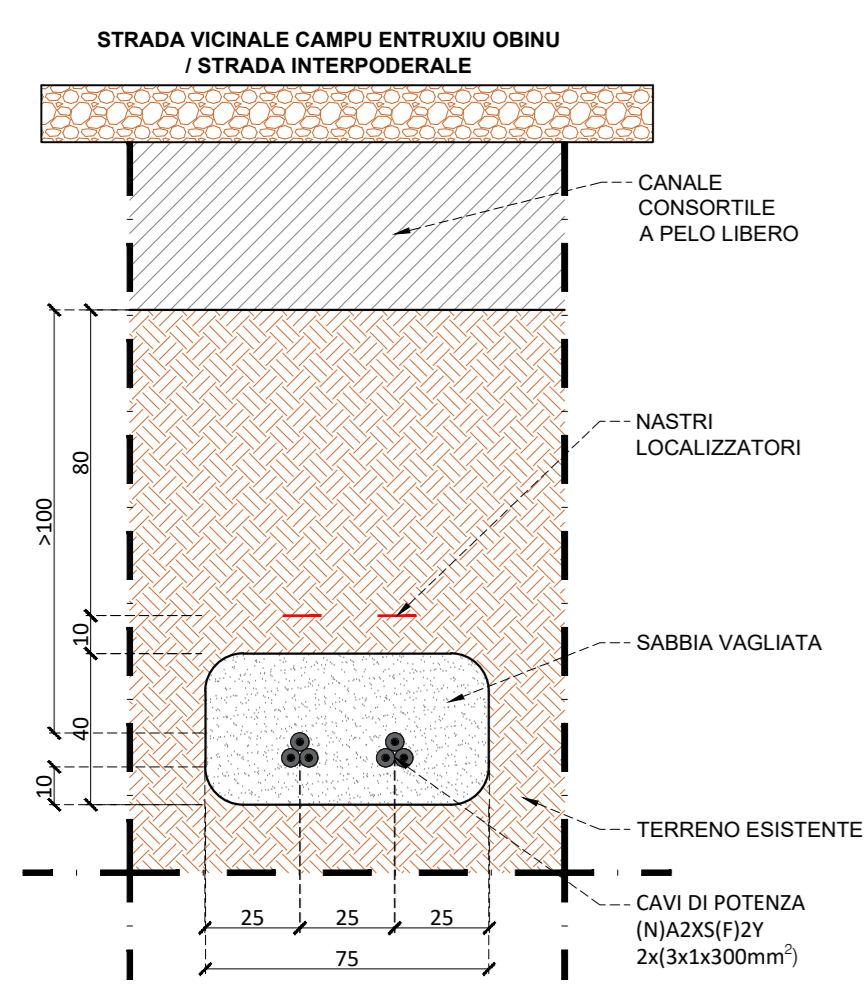 STRADA VICINALE CAMPU ENTRUXIU OBINU
/ STRADA INTERPODERALE
CANALE
CONSORTILE
A PELO LIBERO
NASTRI
LOCALIZZATORI
SABBIA VAGLIATA
TERRENO ESISTENTE
CAVI DI POTENZA
(N)A2XS(F)2Y
2x(3x1x300mm²)
>100
80
10
40
10
25
25
25
75